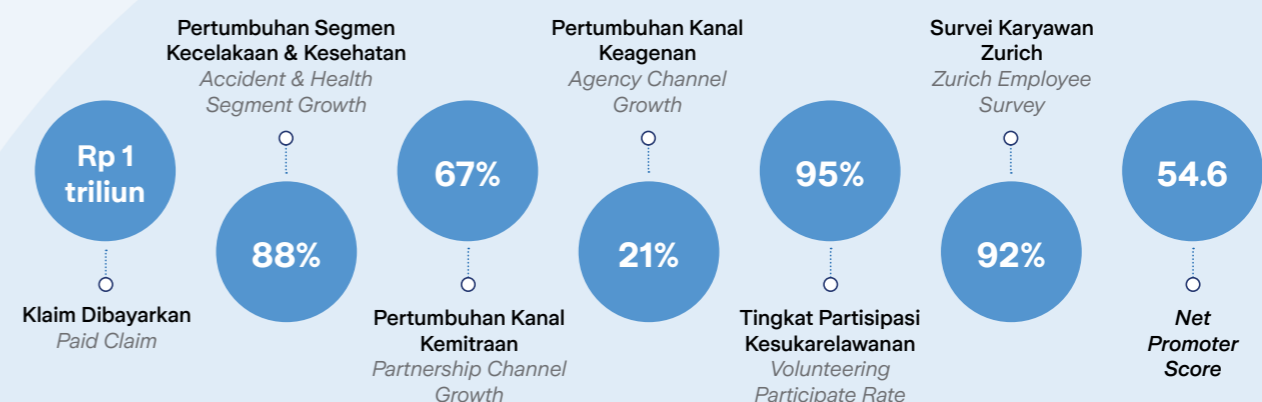 Rp 1
triliun
Klaim Dibayarkan
Paid Claim
Pertumbuhan Segmen
Kecelakaan & Kesehatan
Accident & Health
Segment Growth
88%
67%
Pertumbuhan Kanal
Kemitraan
Partnership Channel
Growth
Pertumbuhan Kanal
Keagenan
Agency Channel
Growth
21%
95%
Tingkat Partisipasi
Kesukarelawanan
Volunteering
Participate Rate
Survei Karyawan
Zurich
Zurich Employee
Survey
92%
54.6
Net
Promoter
Score